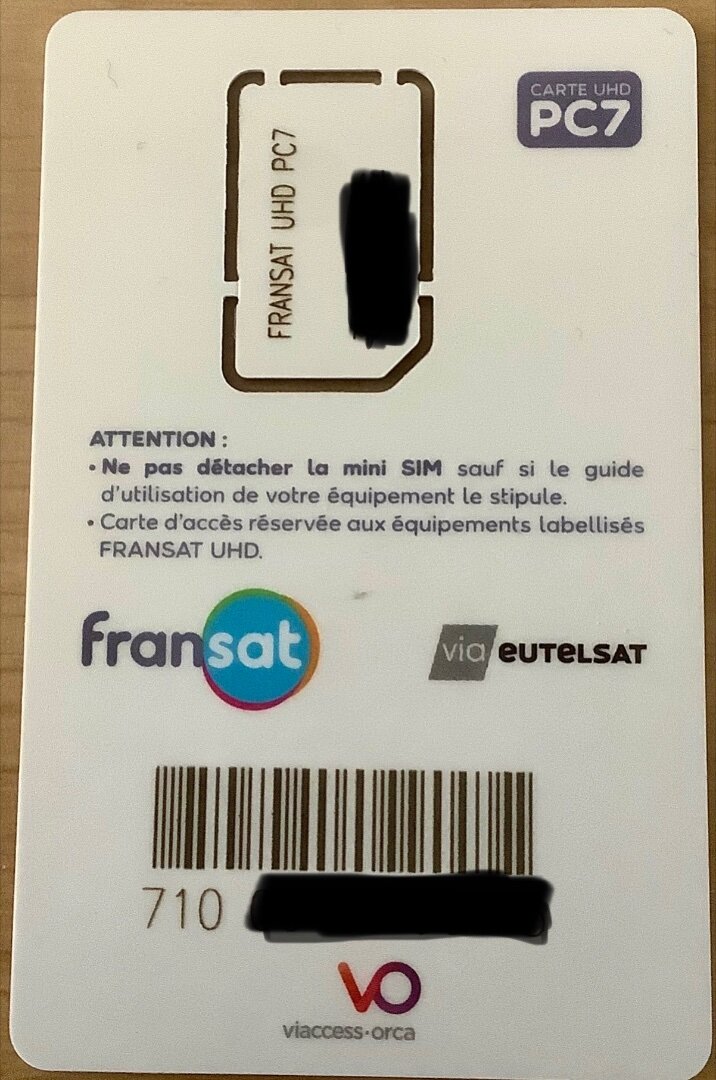 CARTE UHD
PC7
FRANSAT UHD PC7
ATTENTION :
• Ne pas détacher la mini SIM sauf si le guide
d'utilisation de votre équipement le stipule.
• Carte d'accès réservée aux équipements labellisés
FRANSAT UHD.
fransat
via eutelsat
710
VO
viaccess·orca